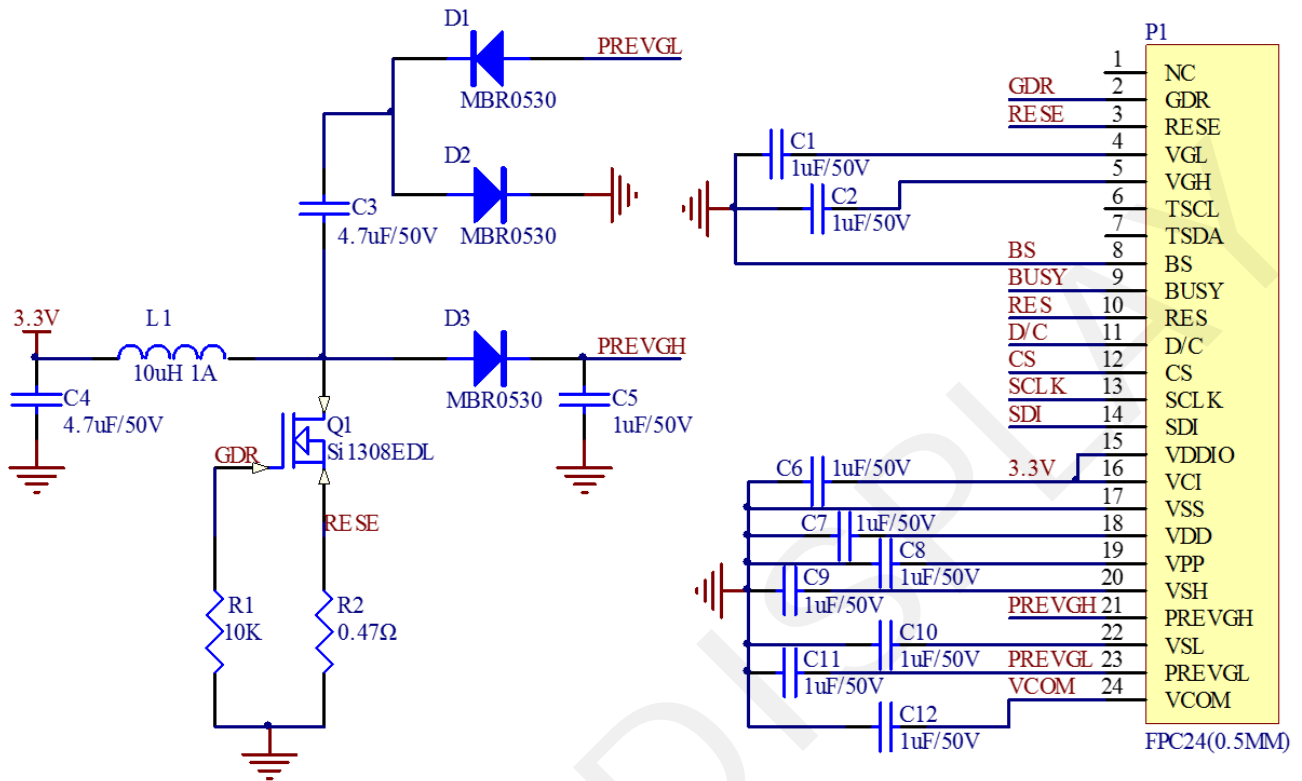 D1
PREVGL
MBR0530
D2
MBR0530
C3
4.7uF/50V
3.3V
L1
10uH 1A
D3
PREVGH
MBR0530
C4
4.7uF/50V
C5
1uF/50V
Q1
Si1308EDL
GDR
RESE
R1
10K
R2
0.47Ω
P1
1 NC
GDR 2 GDR
RESE 3 RESE
C1 4 VGL
1uF/50V
5 VGH
C2
1uF/50V
6 TSCL
7 TSDA
BS 8 BS
BUSY 9 BUSY
RES 10 RES
D/C 11 D/C
CS 12 CS
SCLK 13 SCLK
SDI 14 SDI
15 VDDIO
C6 1uF/50V 3.3V 16 VCI
17 VSS
C7 1uF/50V 18 VDD
C8 19 VPP
1uF/50V
C9 20 VSH
1uF/50V
PREVGH 21 PREVGH
C10 22 VSL
1uF/50V
C11 PREVGL 23 PREVGL
1uF/50V
VCOM 24 VCOM
C12
1uF/50V
FPC24(0.5MM)
DISPLAY